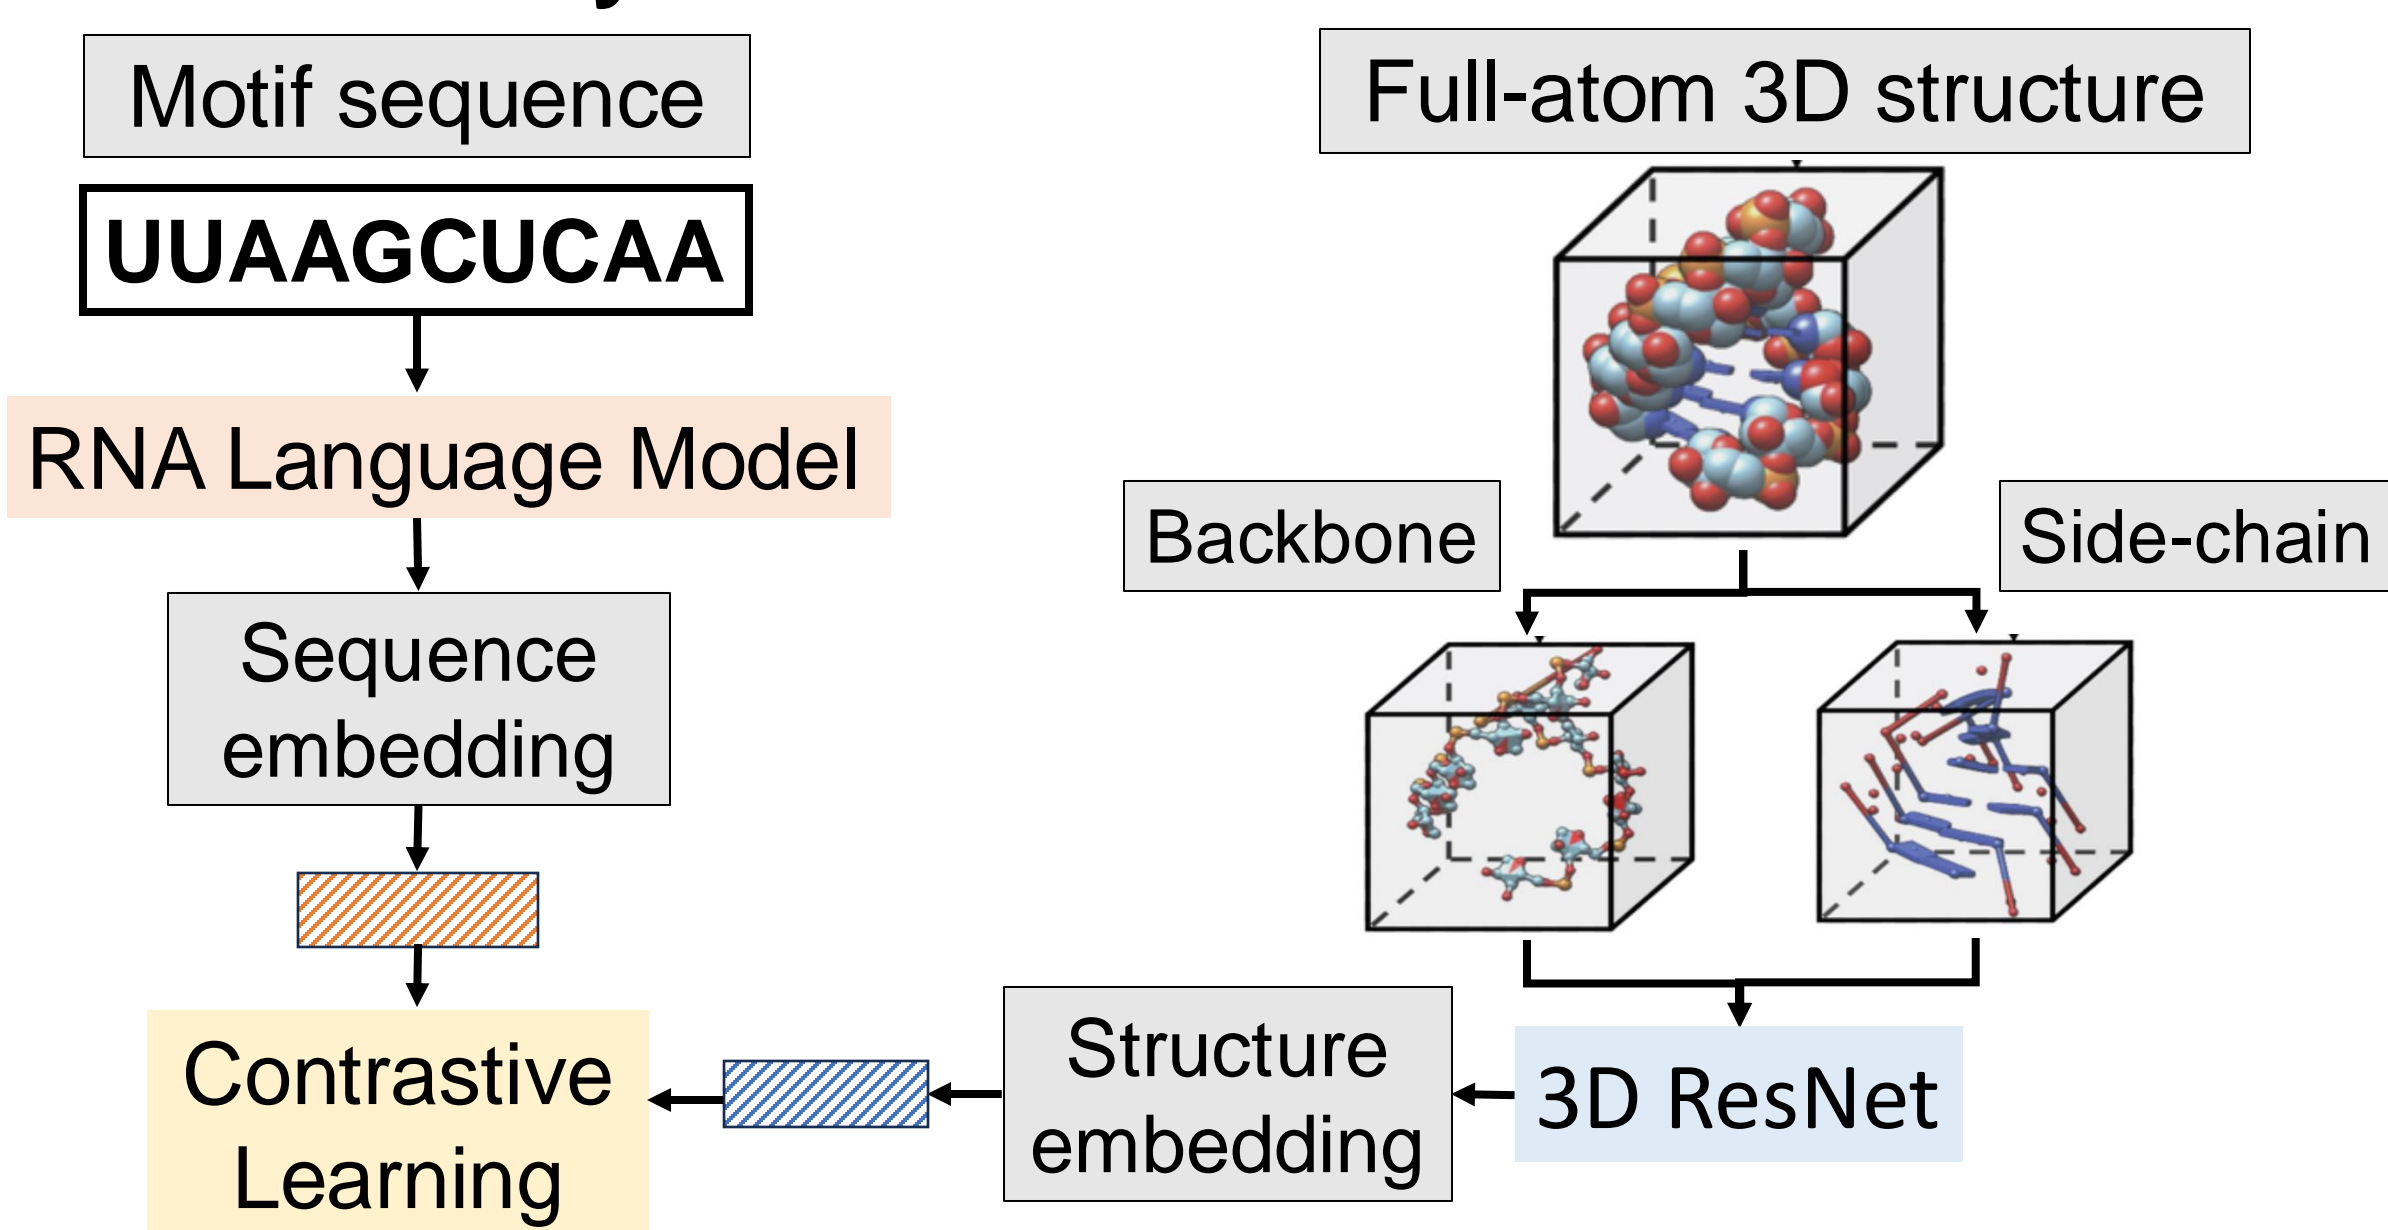 Motif sequence
UUAAGCUCAA
RNA Language Model
Sequence
embedding
Contrastive
Learning
Full-atom 3D structure
Backbone
Side-chain
3D ResNet
Structure
embedding